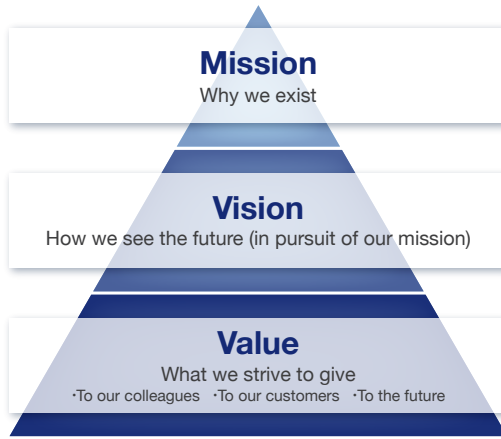 Mission
Why we exist
Vision
How we see the future (in pursuit of our mission)
Value
What we strive to give
･To our colleagues ･To our customers ･To the future